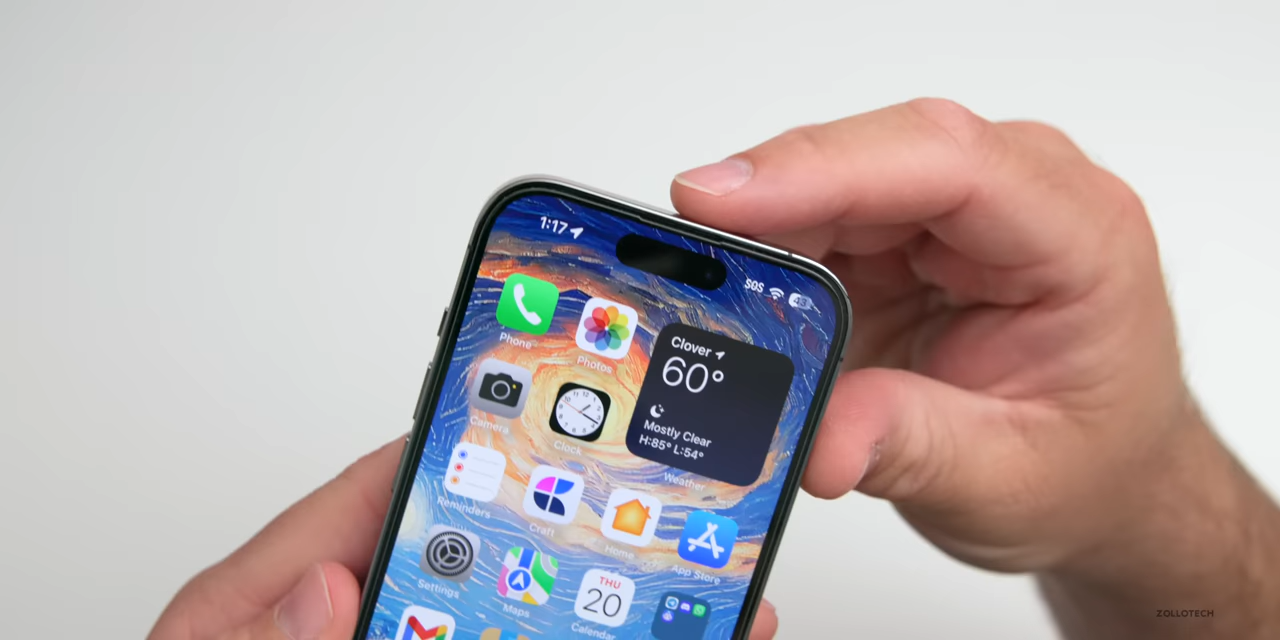 1:17
SOS
43
Phone
Photos
Clover
60°
Mostly Clear
H:85° L:54°
Weather
Camera
Clock
Reminders
Craft
Home
App Store
Settings
Maps
THU
20
Calendar
ZOLLOTECH